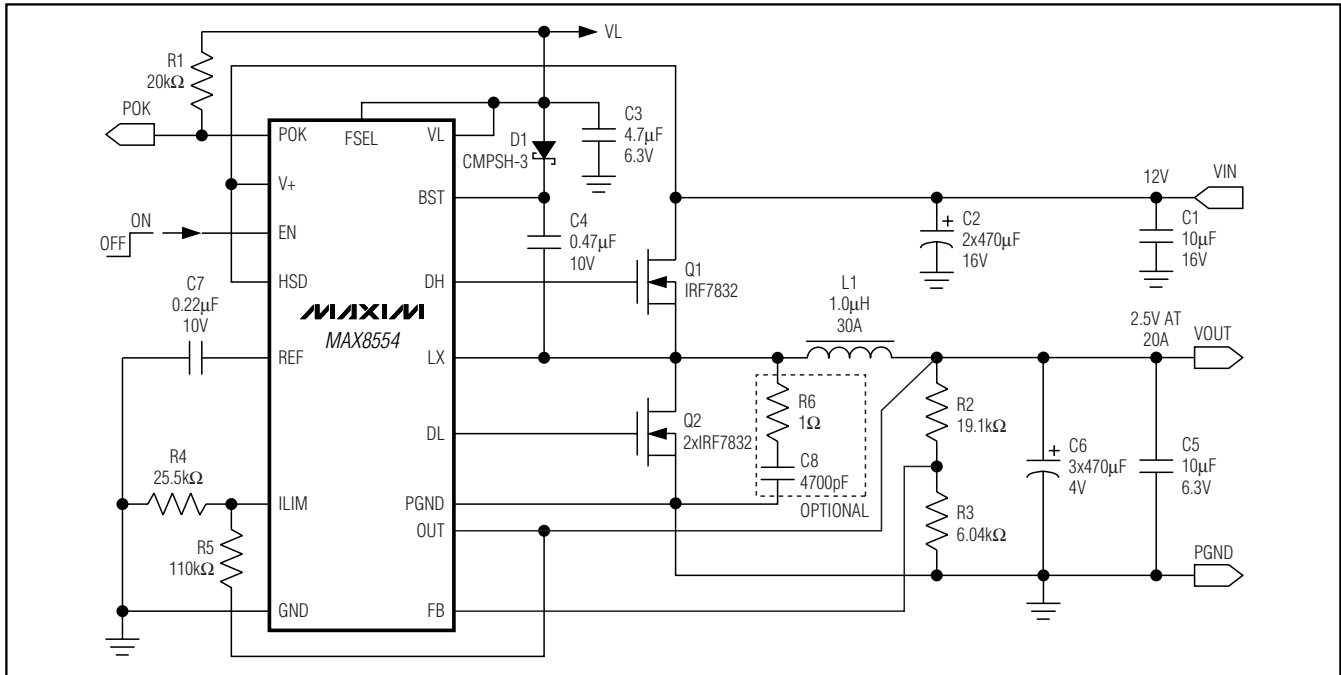 VL
R1
20kΩ
POK
POK
FSEL
VL
D1
CMPSH-3
C3
4.7μF
6.3V
V+
BST
12V
VIN
ON
OFF
EN
C4
0.47μF
10V
C2
+
2x470μF
16V
C1
10μF
16V
HSD
DH
Q1
IRF7832
C7
0.22μF
10V
MAXIM
MAX8554
L1
1.0μH
30A
2.5V AT
20A
VOUT
REF
LX
R6
1Ω
R2
19.1kΩ
DL
Q2
2xIRF7832
C8
4700pF
OPTIONAL
C6
+
3x470μF
4V
C5
10μF
6.3V
R4
25.5kΩ
ILIM
PGND
OUT
R3
6.04kΩ
R5
110kΩ
PGND
GND
FB